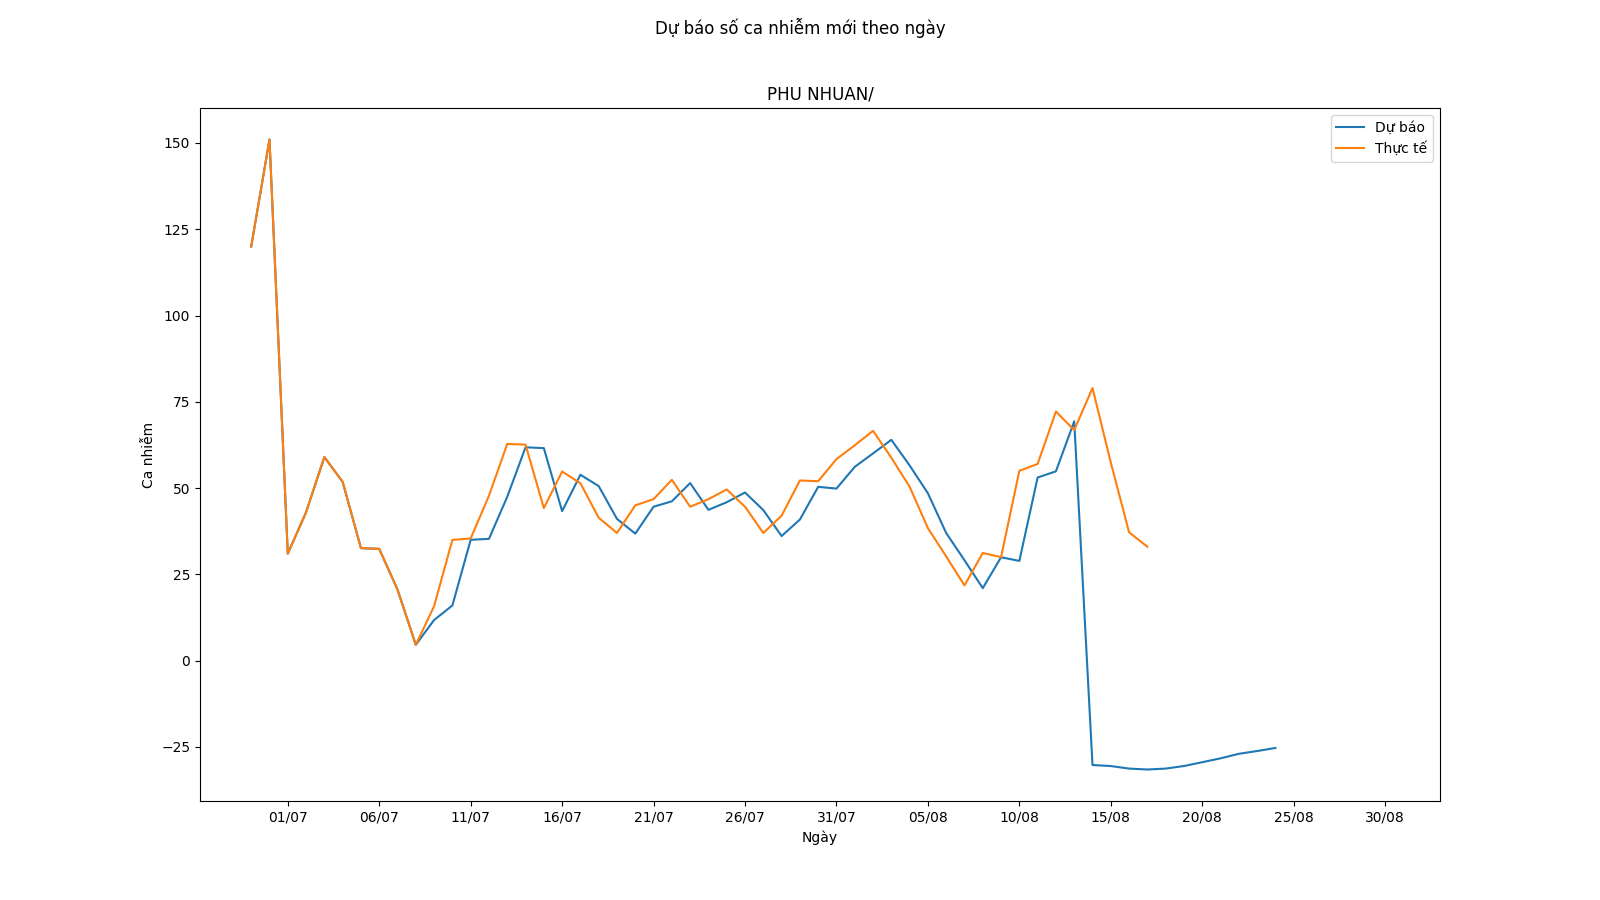 Dự báo số ca nhiễm mới theo ngày
PHU NHUAN/
Dự báo
Thực tế
150
125
100
75
50
25
0
−25
Ca nhiễm
01/07 06/07 11/07 16/07 21/07 26/07 31/07 05/08 10/08 15/08 20/08 25/08 30/08
Ngày